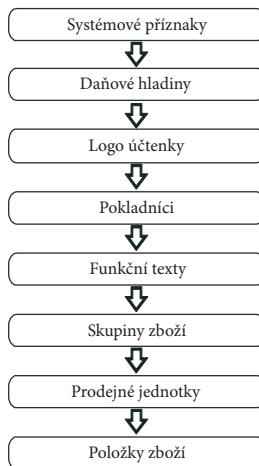 Systémové příznaky
Daňové hladiny
Logo účtenky
Pokladníci
Funkční texty
Skupiny zboží
Prodejné jednotky
Položky zboží